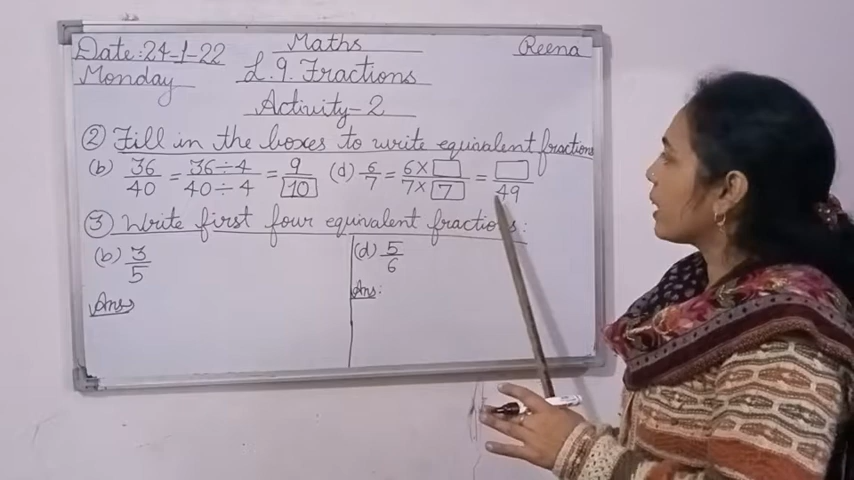 Date:24-1-22 Maths Reena
Monday L.9. Fractions
Activity-2
② Fill in the boxes to write equivalent fractions
(b) 36/40 = 36÷4/40÷4 = 9/10 (d) 6/7 = 6×□/7×7 = □/49
③ Write first four equivalent fractions:
(b) 3/5 (d) 5/6
Ans Ans: